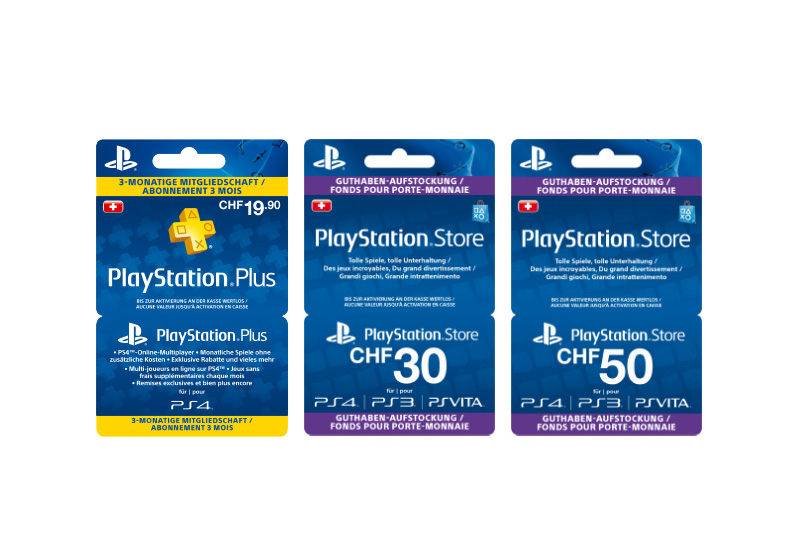 3-MONATIGE MITGLIEDSCHAFT /
ABONNEMENT 3 MOIS
CHF 19.90
PlayStation®Plus
BIS ZUR AKTIVIERUNG AN DER KASSE WERTLOS /
AUCUNE VALEUR JUSQU'À ACTIVATION EN CAISSE
PlayStation®Plus
• PS4™-Online-Multiplayer • Monatliche Spiele ohne
zusätzliche Kosten • Exklusive Rabatte und vieles mehr
• Multi-joueurs en ligne sur PS4™ • Jeux sans
frais supplémentaires chaque mois
• Remises exclusives et bien plus encore
für | pour
PS4
3-MONATIGE MITGLIEDSCHAFT /
ABONNEMENT 3 MOIS
GUTHABEN-AUFSTOCKUNG /
FONDS POUR PORTE-MONNAIE
PlayStation®Store
Tolle Spiele, tolle Unterhaltung /
Des jeux incroyables, Du grand divertissement /
Grandi giochi, Grande intrattenimento
BIS ZUR AKTIVIERUNG AN DER KASSE WERTLOS /
AUCUNE VALEUR JUSQU'À ACTIVATION EN CAISSE
PlayStation®Store
CHF 30
für | pour
PS4 | PS3 | PSVITA
GUTHABEN-AUFSTOCKUNG /
FONDS POUR PORTE-MONNAIE
GUTHABEN-AUFSTOCKUNG /
FONDS POUR PORTE-MONNAIE
PlayStation®Store
Tolle Spiele, tolle Unterhaltung /
Des jeux incroyables, Du grand divertissement /
Grandi giochi, Grande intrattenimento
BIS ZUR AKTIVIERUNG AN DER KASSE WERTLOS /
AUCUNE VALEUR JUSQU'À ACTIVATION EN CAISSE
PlayStation®Store
CHF 50
für | pour
PS4 | PS3 | PSVITA
GUTHABEN-AUFSTOCKUNG /
FONDS POUR PORTE-MONNAIE